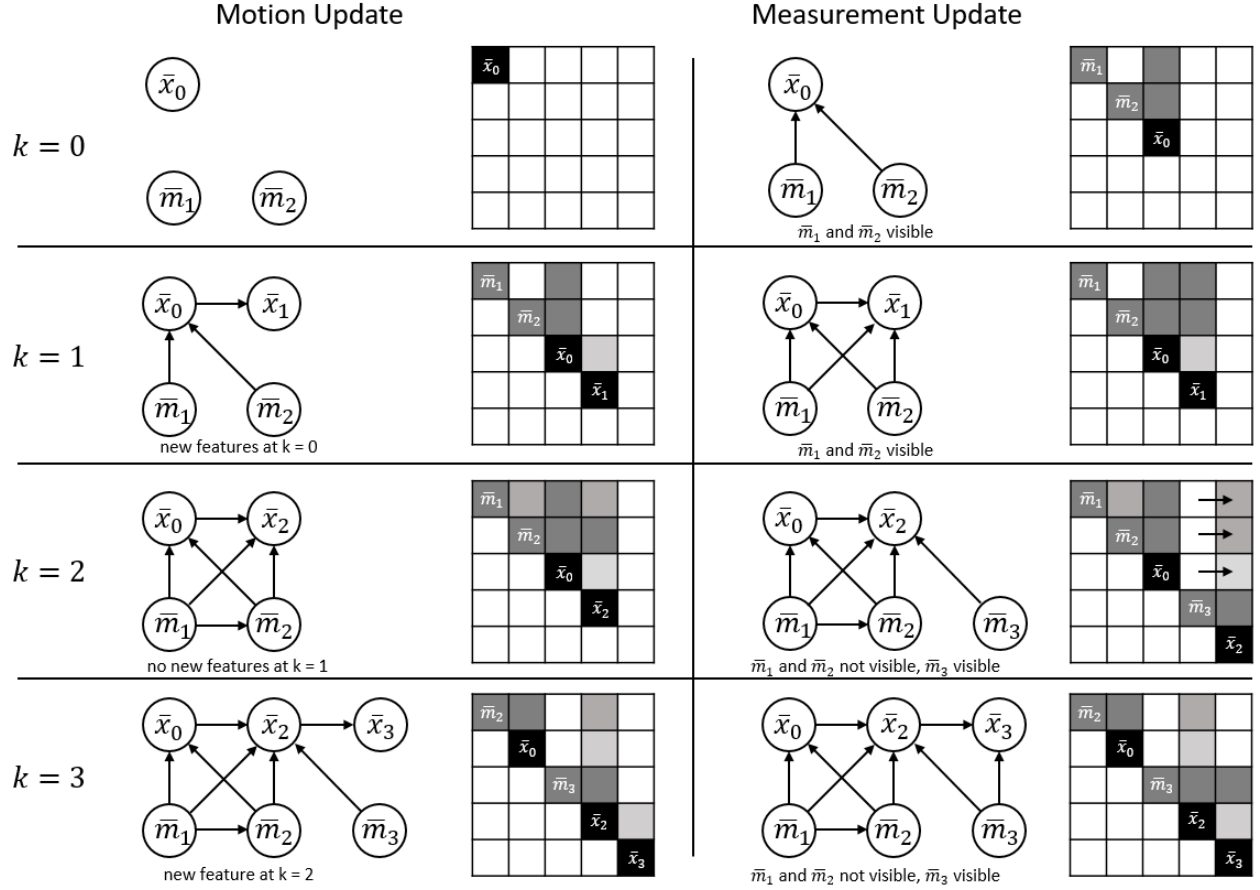 Motion Update
Measurement Update
k = 0
x̄₀
m̄₁ m̄₂
x̄₀
x̄₀
m̄₁ m̄₂
m̄₁ and m̄₂ visible
m̄₁
m̄₂
x̄₀
k = 1
x̄₀ x̄₁
m̄₁ m̄₂
new features at k = 0
m̄₁
m̄₂
x̄₀
x̄₁
x̄₀ x̄₁
m̄₁ m̄₂
m̄₁ and m̄₂ visible
m̄₁
m̄₂
x̄₀
x̄₁
k = 2
x̄₀ x̄₂
m̄₁ m̄₂
no new features at k = 1
m̄₁
m̄₂
x̄₀
x̄₂
x̄₀ x̄₂
m̄₁ m̄₂ m̄₃
m̄₁ and m̄₂ not visible, m̄₃ visible
m̄₁
m̄₂
x̄₀
m̄₃
x̄₂
k = 3
x̄₀ x̄₂ x̄₃
m̄₁ m̄₂ m̄₃
new feature at k = 2
m̄₂
x̄₀
m̄₃
x̄₂
x̄₃
x̄₀ x̄₂ x̄₃
m̄₁ m̄₂ m̄₃
m̄₁ and m̄₂ not visible, m̄₃ visible
m̄₂
x̄₀
m̄₃
x̄₂
x̄₃